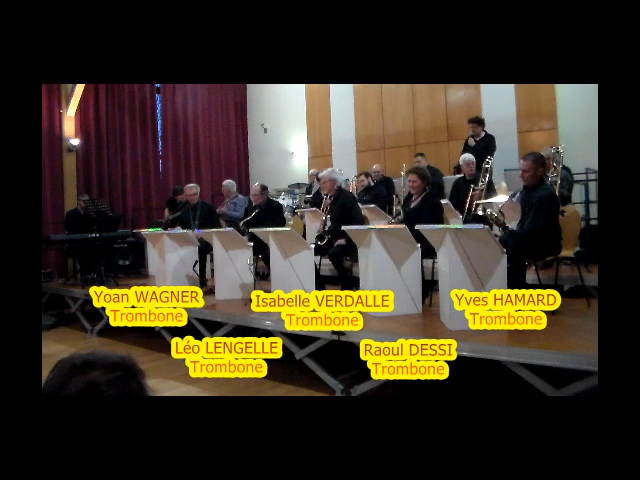 Yoan WAGNER
Trombone
Isabelle VERDALLE
Trombone
Yves HAMARD
Trombone
Léo LENGELLE
Trombone
Raoul DESSI
Trombone